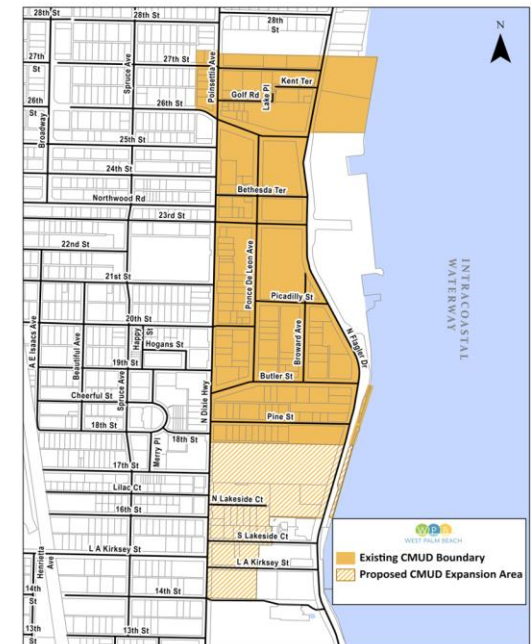 28th St
28th
St
N
27th
St
27th St
Kent Ter
Golf Rd
Lake Pl
Poinsettia Ave
Spruce Ave
Broadway
26th
St
26th St
25th St
24th St
Bethesda Ter
Northwood Rd
23rd St
22nd St
Ponce De Leon Ave
INTRACOASTAL
WATERWAY
21st St
Picadilly St
N Flagler Dr
20th St
Happy
St
Hogans St
Broward Ave
A E Isaacs Ave
Beautiful Ave
Spruce Ave
19th St
N Dixie Hwy
Butler St
Cheerful St
Pine St
18th St
18th
St
Merry Pl
17th St
Lilac Ct
N Lakeside Ct
16th St
S Lakeside Ct
L A Kirksey St
L A Kirksey St
Henrietta
Ave
14th
St
14th St
13th
St
13th St
wpb
WEST PALM BEACH
Existing CMUD Boundary
Proposed CMUD Expansion Area